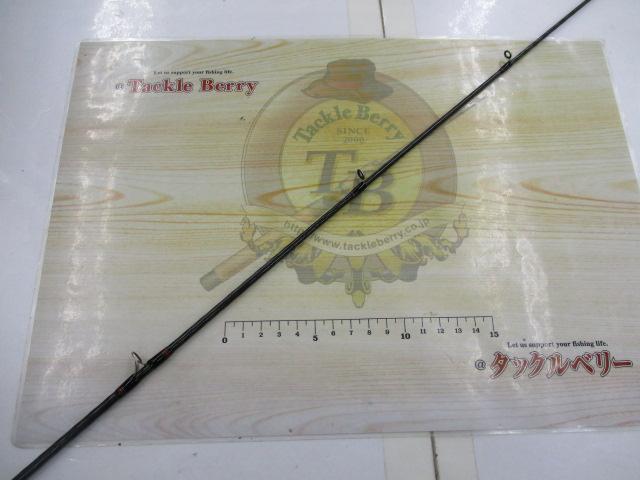 Let us support your fishing life.
@Tackle Berry
Tackle Berry
SINCE
2000
TB
http://www.tackleberry.co.jp
0 1 2 3 4 5 6 7 8 9 10 11 12 13 14 15
Let us support your fishing life.
@タックルベリー